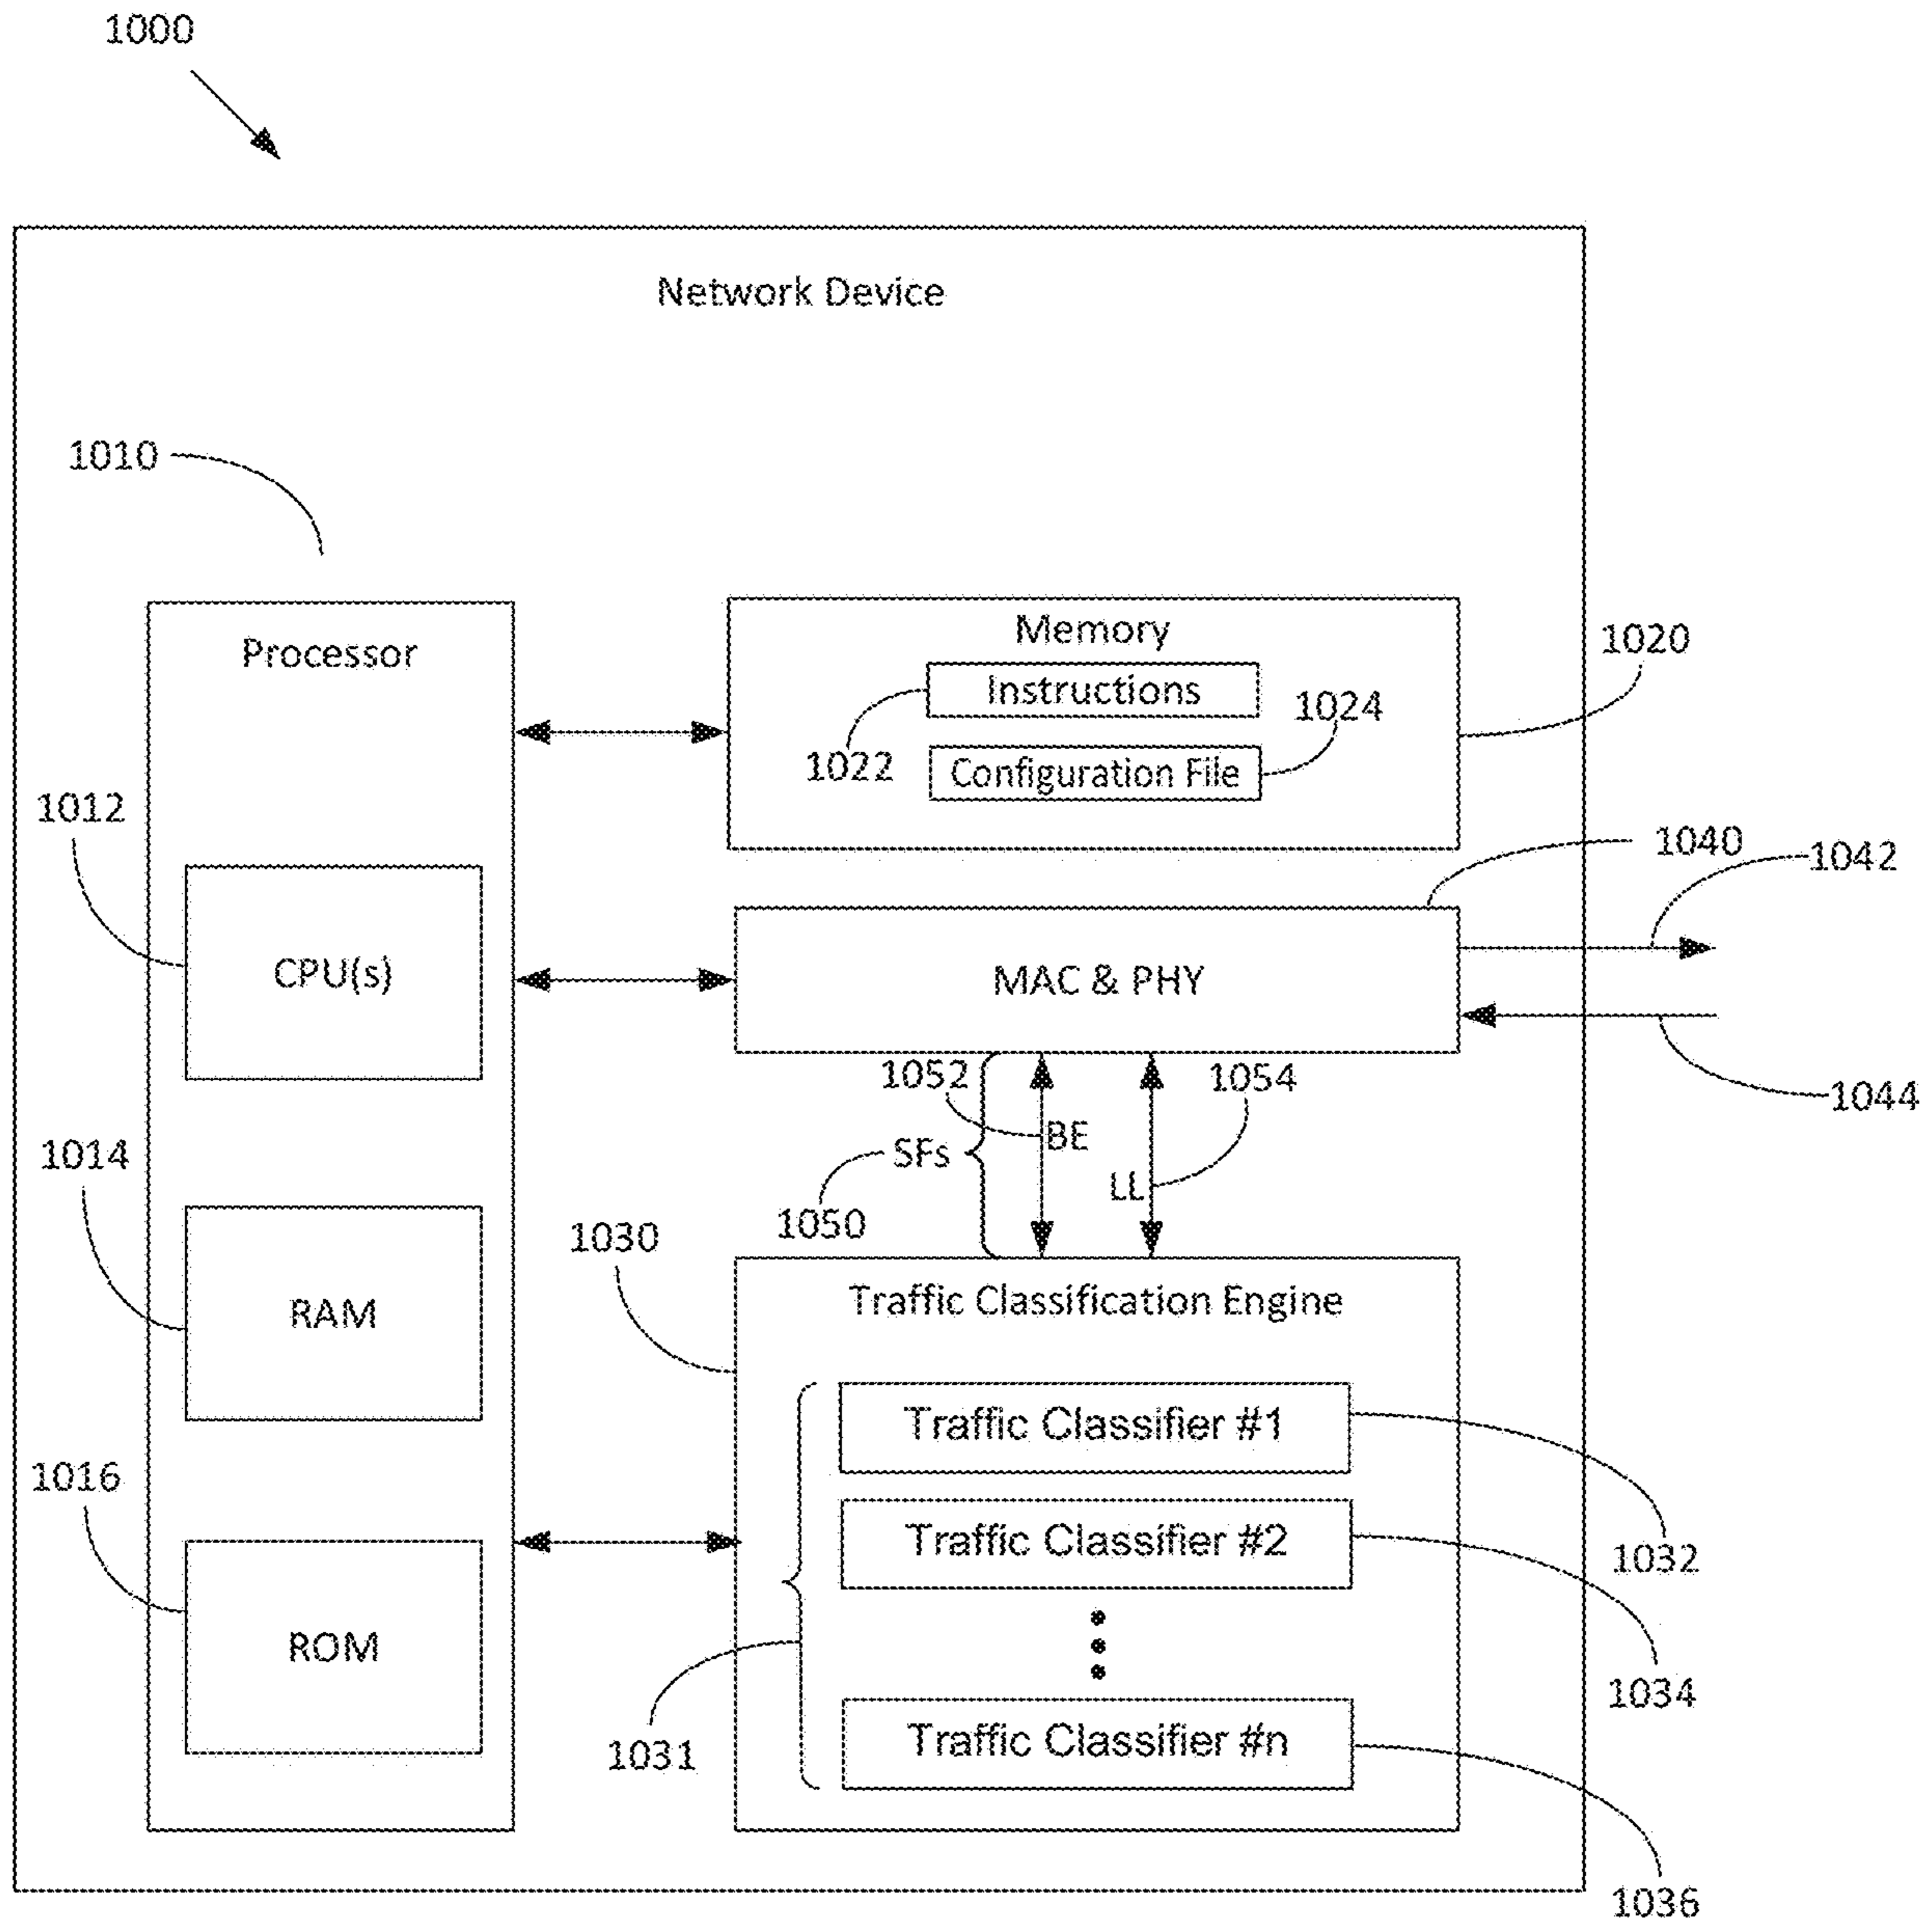 1000
Network Device
1010
Processor
Memory
1020
Instructions
1024
1022
Configuration File
1012
1040
1042
CPU(s)
MAC & PHY
1052
1054
1044
BE
SFs
1014
LL
1050
1030
Traffic Classification Engine
RAM
Traffic Classifier #1
1016
Traffic Classifier #2
1032
ROM
1034
1031
Traffic Classifier #n
1036